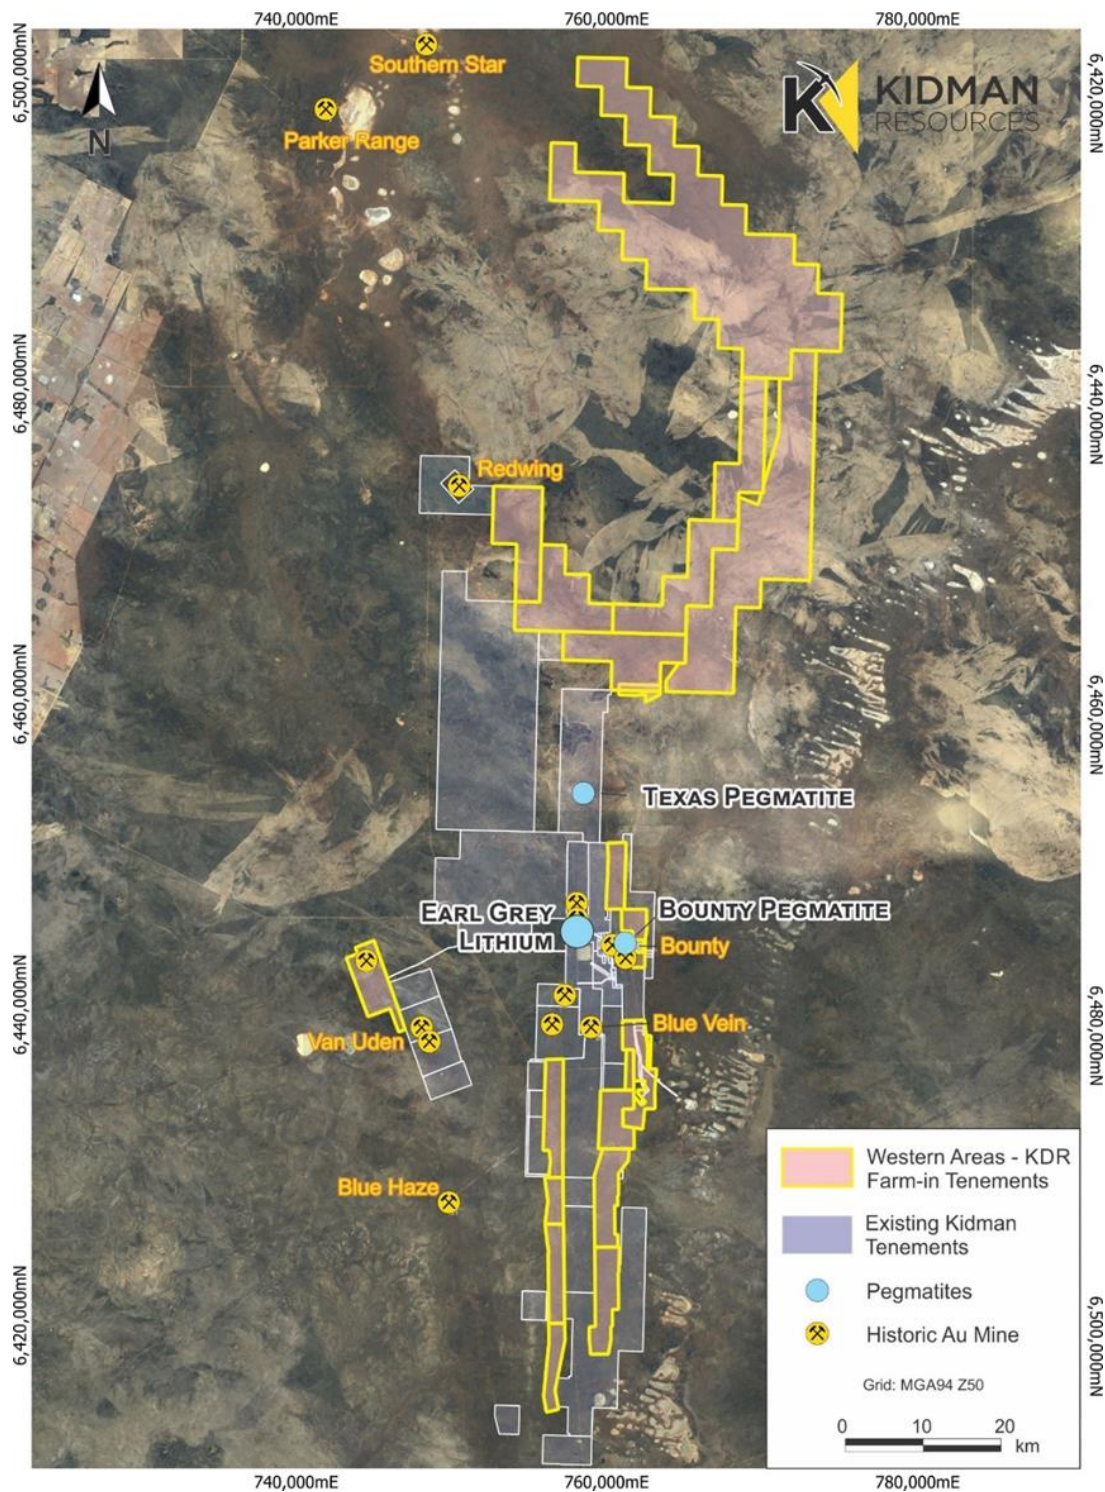 740,000mE
760,000mE
780,000mE
6,500,000mN
6,480,000mN
6,460,000mN
6,440,000mN
6,420,000mN
6,420,000mN
6,440,000mN
6,460,000mN
6,480,000mN
6,500,000mN
N
KIDMAN
RESOURCES
Southern Star
Parker Range
Redwing
TEXAS PEGMATITE
EARL GREY
LITHIUM
BOUNTY PEGMATITE
Bounty
Blue Vein
Van Uden
Blue Haze
Western Areas - KDR
Farm-in Tenements
Existing Kidman
Tenements
Pegmatites
Historic Au Mine
Grid: MGA94 Z50
0 10 20
km
740,000mE
760,000mE
780,000mE